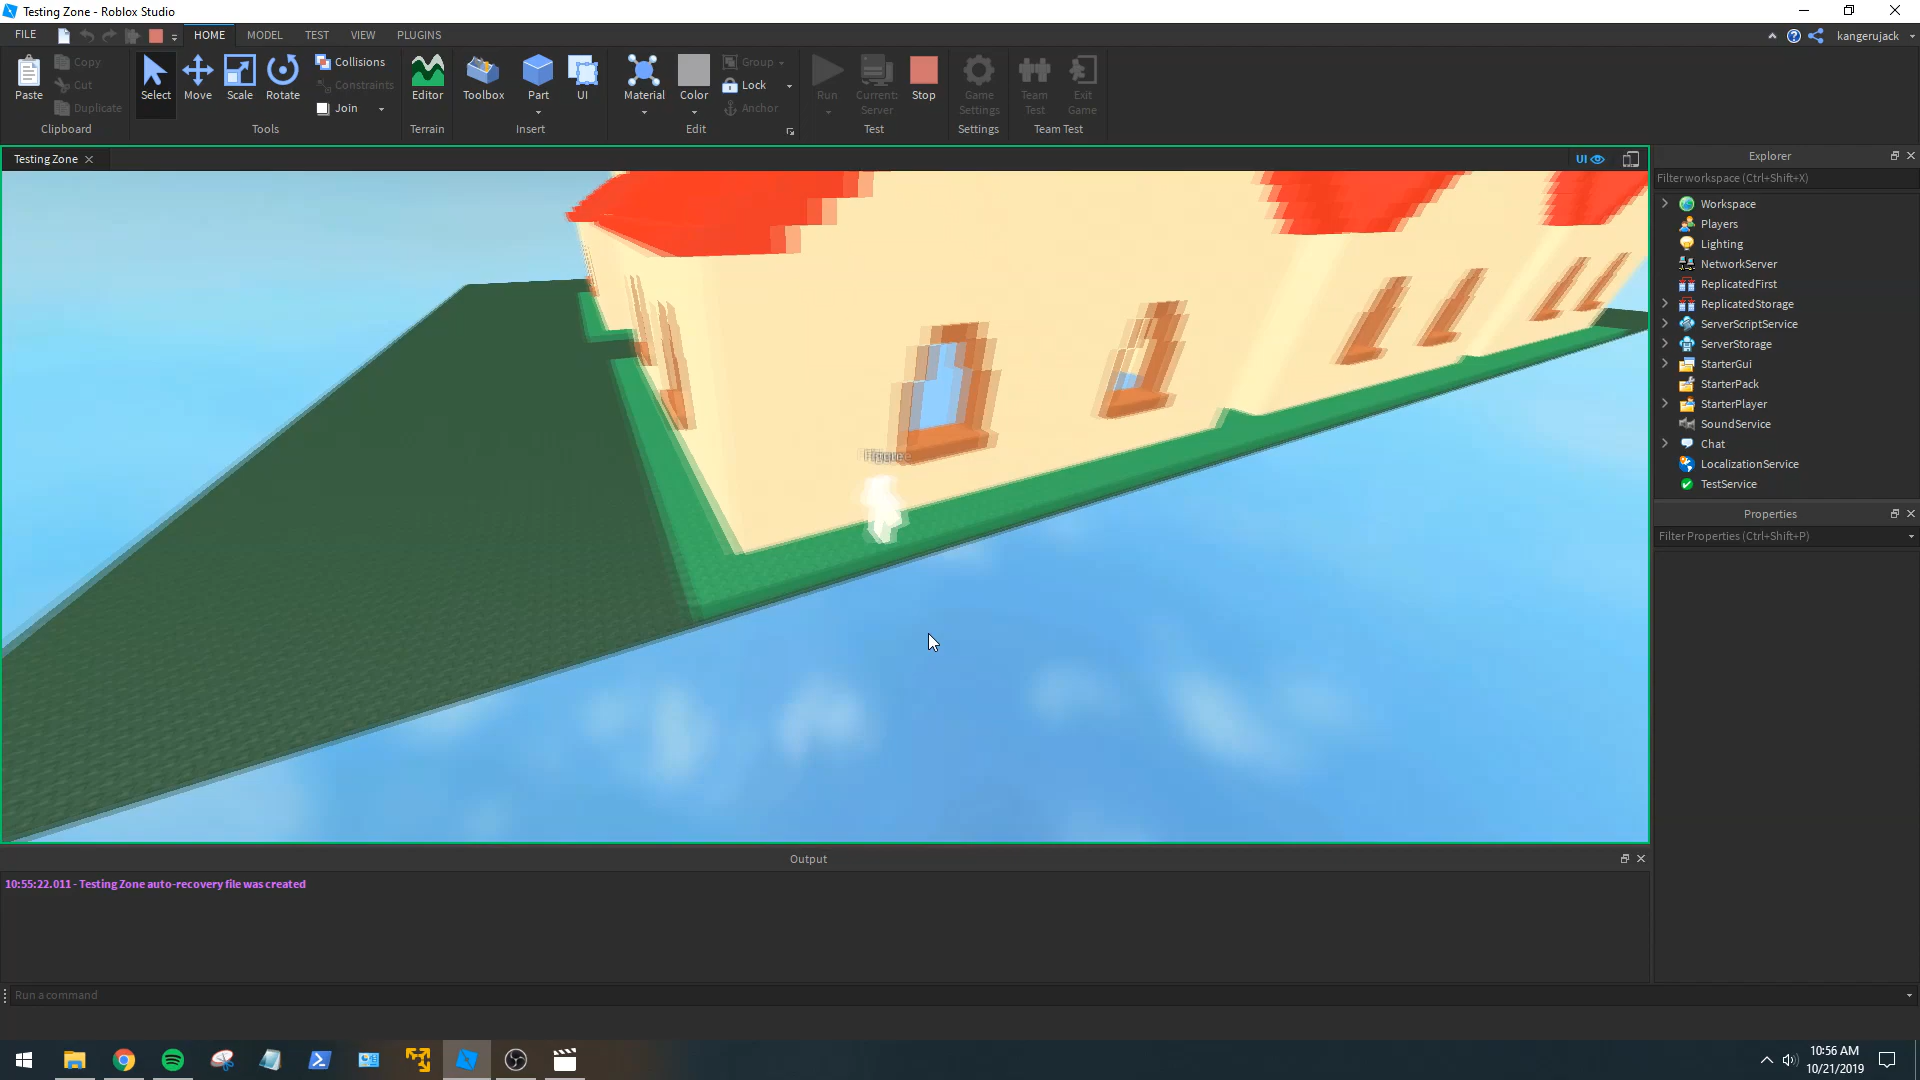 Testing Zone - Roblox Studio
FILE HOME MODEL TEST VIEW PLUGINS kangerujack
Paste Copy Cut Duplicate
Clipboard
Select Move Scale Rotate
Collisions
Constraints
Join
Tools
Editor
Terrain
Toolbox Part UI
Insert
Material Color
Group
Lock
Anchor
Edit
Run
Current: Server
Stop
Test
Game Settings
Settings
Team Test
Exit Game
Team Test
Testing Zone
UI
Explorer
Filter workspace (Ctrl+Shift+X)
Workspace
Players
Lighting
NetworkServer
ReplicatedFirst
ReplicatedStorage
ServerScriptService
ServerStorage
StarterGui
StarterPack
StarterPlayer
SoundService
Chat
LocalizationService
TestService
Properties
Filter Properties (Ctrl+Shift+P)
Output
10:55:22.011 - Testing Zone auto-recovery file was created
Run a command
10:56 AM
10/21/2019